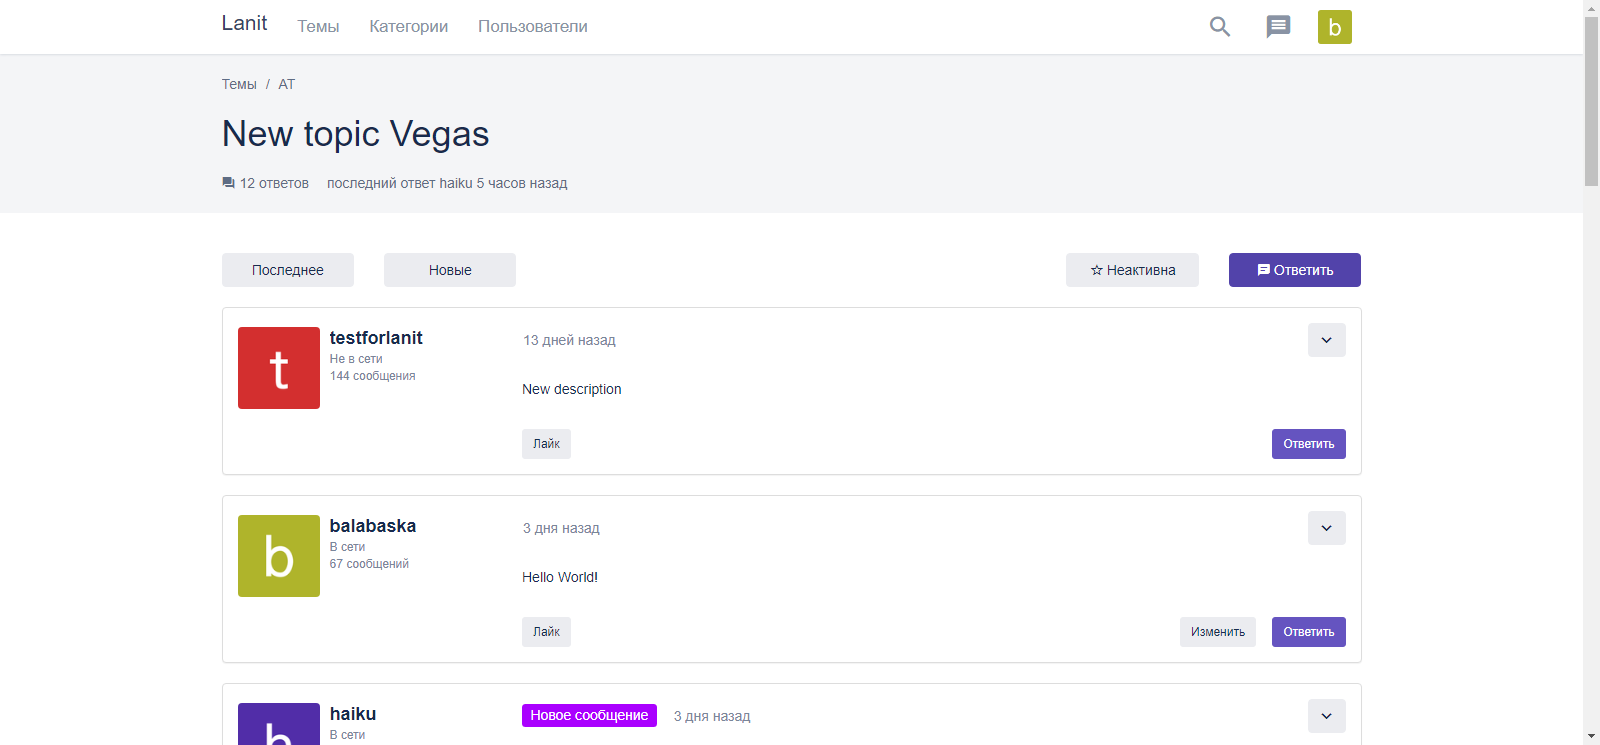 Lanit
Темы
Категории
Пользователи
b
Темы / АТ
New topic Vegas
12 ответов
последний ответ haiku 5 часов назад
Последнее
Новые
Неактивна
Ответить
t
testforlanit
Не в сети
144 сообщения
13 дней назад
New description
Лайк
Ответить
b
balabaska
В сети
67 сообщений
3 дня назад
Hello World!
Лайк
Изменить
Ответить
h
haiku
В сети
Новое сообщение
3 дня назад